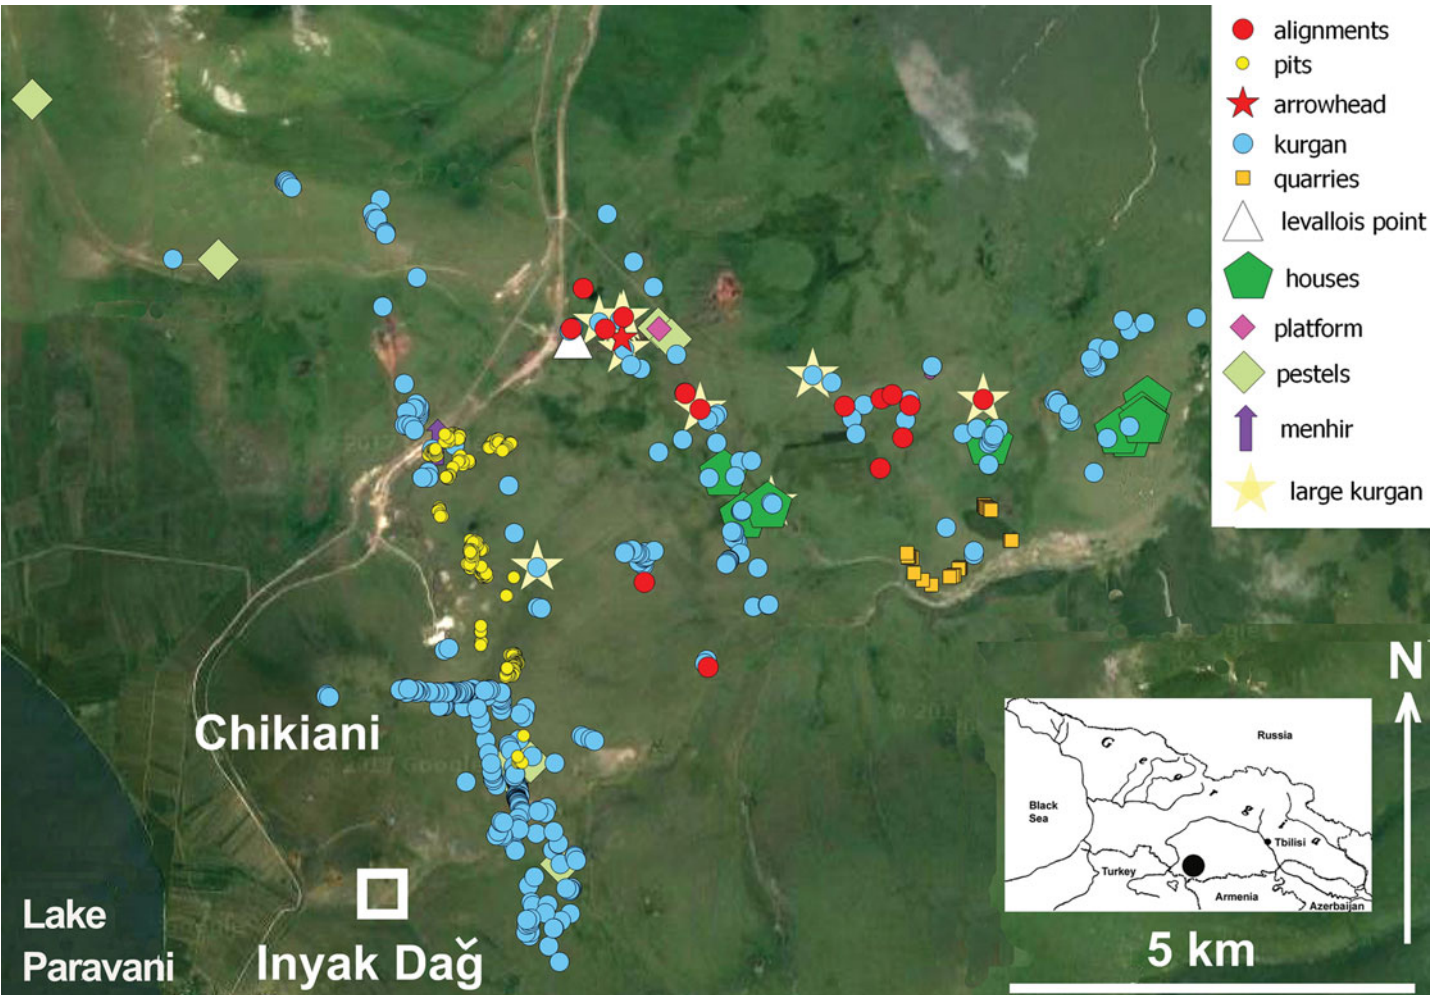 alignments
pits
arrowhead
kurgan
quarries
levallois point
houses
platform
pestels
menhir
large kurgan
N
Chikiani
Lake
Paravani
Inyak Dağ
Russia
G
e
o
r
g
i
a
Black
Sea
Tbilisi
Turkey
Armenia
Azerbaijan
5 km